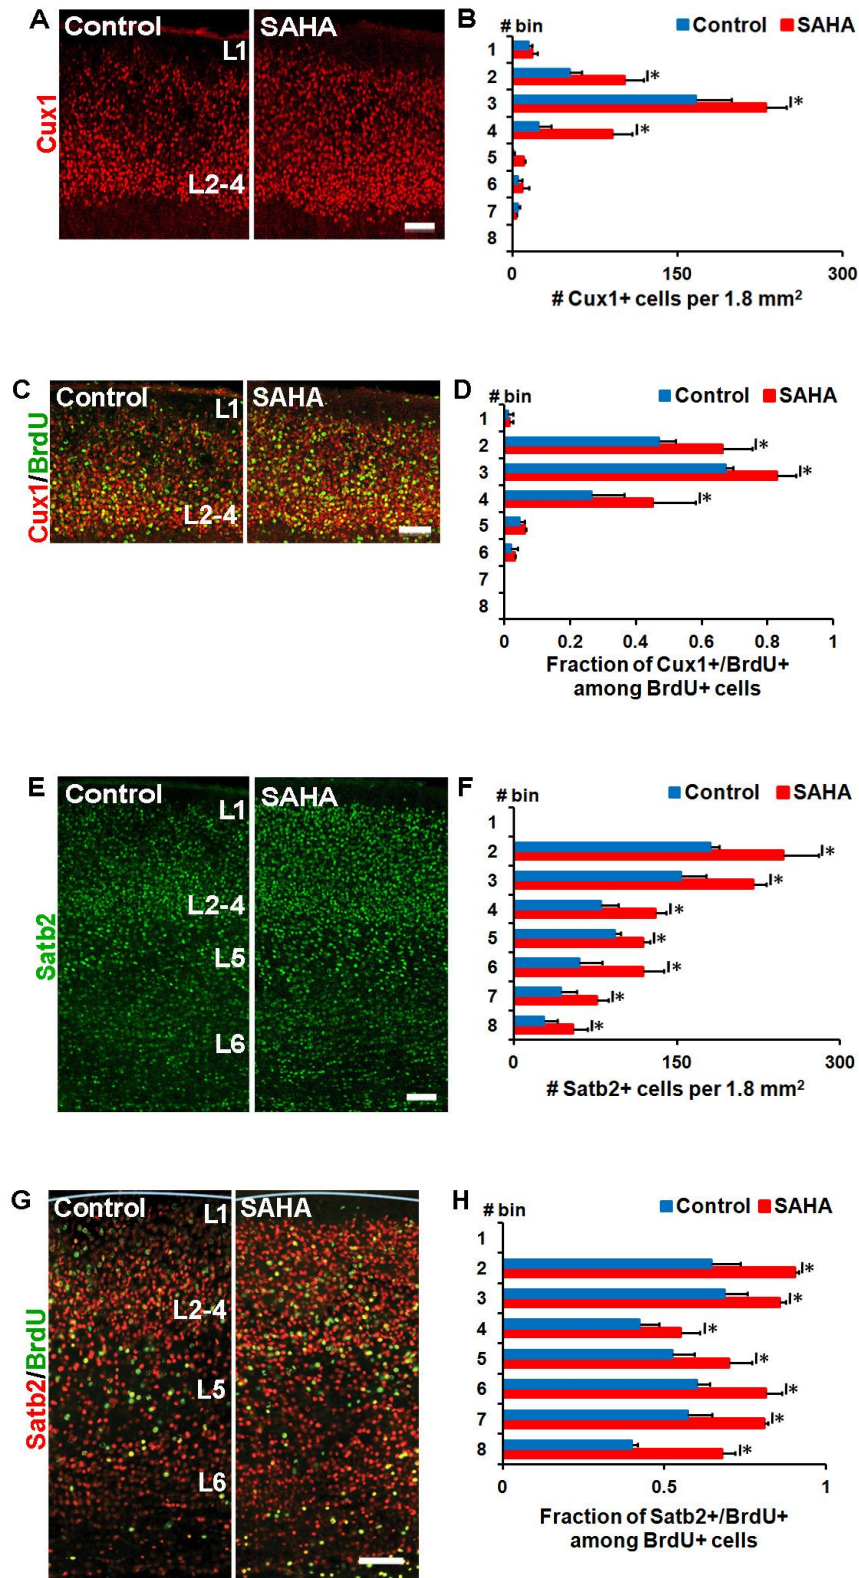 A
Control
SAHA
L1
L2-4
Cux1
B
# bin
Control
SAHA
1
2
3
4
5
6
7
8
I*
I*
I*
0
150
300
# Cux1+ cells per 1.8 mm²
C
Control
SAHA
L1
L2-4
Cux1/BrdU
D
# bin
Control
SAHA
1
2
3
4
5
6
7
8
I*
I*
I*
0
0.2
0.4
0.6
0.8
1
Fraction of Cux1+/BrdU+
among BrdU+ cells
E
Control
SAHA
L1
L2-4
L5
L6
Satb2
F
# bin
Control
SAHA
1
2
3
4
5
6
7
8
I*
I*
I*
I*
I*
I*
I*
0
150
300
# Satb2+ cells per 1.8 mm²
G
Control
SAHA
L1
L2-4
L5
L6
Satb2/BrdU
H
# bin
Control
SAHA
1
2
3
4
5
6
7
8
I*
I*
I*
I*
I*
I*
I*
0
0.5
1
Fraction of Satb2+/BrdU+
among BrdU+ cells